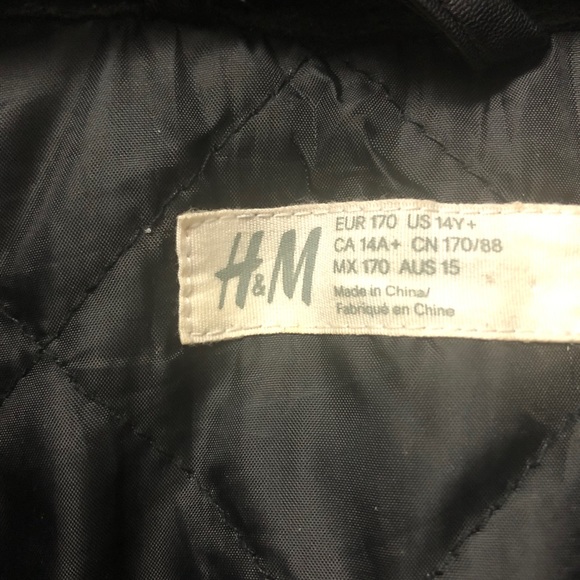 H&M
EUR 170 US 14Y+
CA 14A+ CN 170/88
MX 170 AUS 15
Made in China/
Fabriqué en Chine